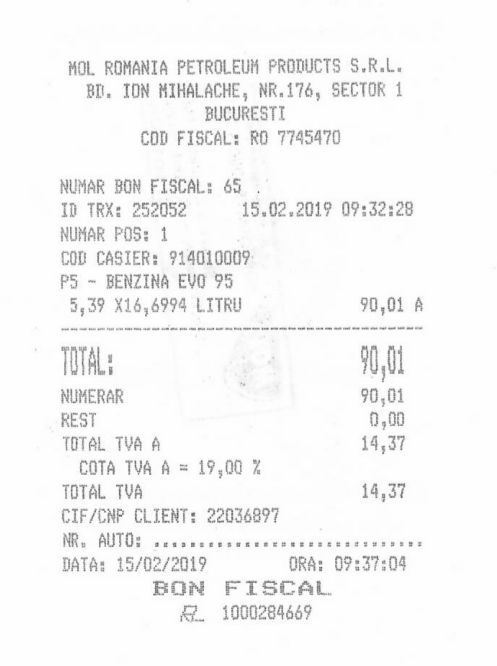 MOL ROMANIA PETROLEUM PRODUCTS S.R.L.
BD. ION MIHALACHE, NR.176, SECTOR 1
BUCURESTI
COD FISCAL: RO 7745470
NUMAR BON FISCAL: 65
ID TRX: 252052 15.02.2019 09:32:28
NUMAR POS: 1
COD CASIER: 914010009
P5 - BENZINA EVO 95
5,39 X16,6994 LITRU 90,01 A
TOTAL: 90,01
NUMERAR 90,01
REST 0,00
TOTAL TVA A 14,37
COTA TVA A = 19,00 %
TOTAL TVA 14,37
CIF/CNP CLIENT: 22036897
NR. AUTO: ..............................
DATA: 15/02/2019 ORA: 09:37:04
BON FISCAL
1000284669